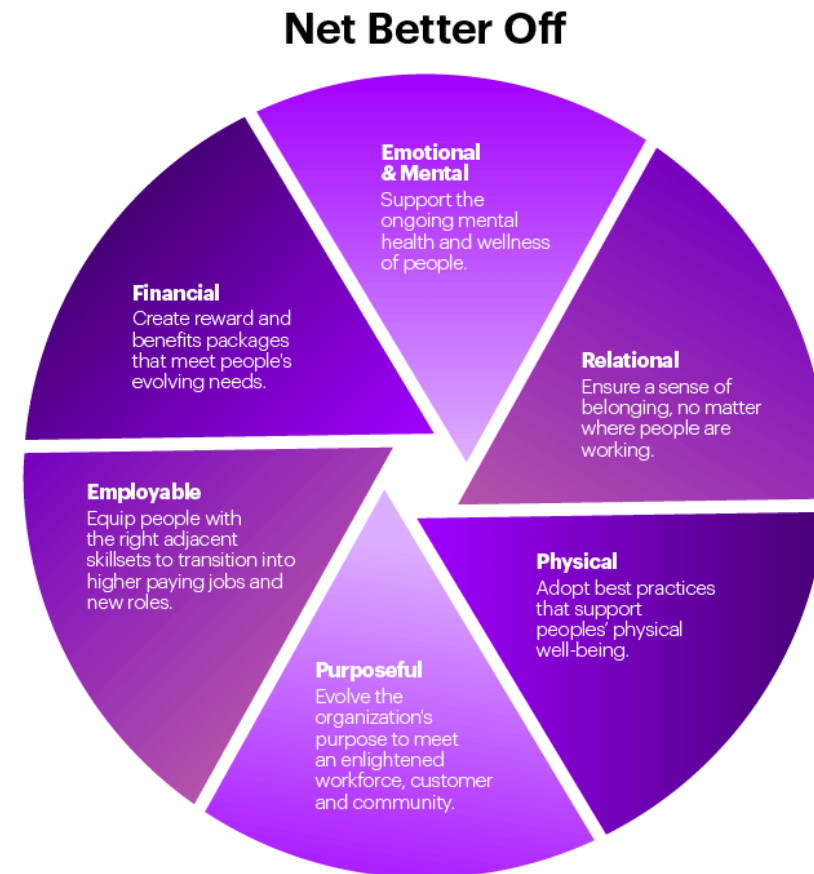 Net Better Off
Emotional
& Mental
Support the
ongoing mental
health and wellness
of people.
Relational
Ensure a sense of
belonging, no matter
where people are
working.
Physical
Adopt best practices
that support
peoples’ physical
well-being.
Purposeful
Evolve the
organization's
purpose to meet
an enlightened
workforce, customer
and community.
Employable
Equip people with
the right adjacent
skillsets to transition into
higher paying jobs and
new roles.
Financial
Create reward and
benefits packages
that meet people's
evolving needs.